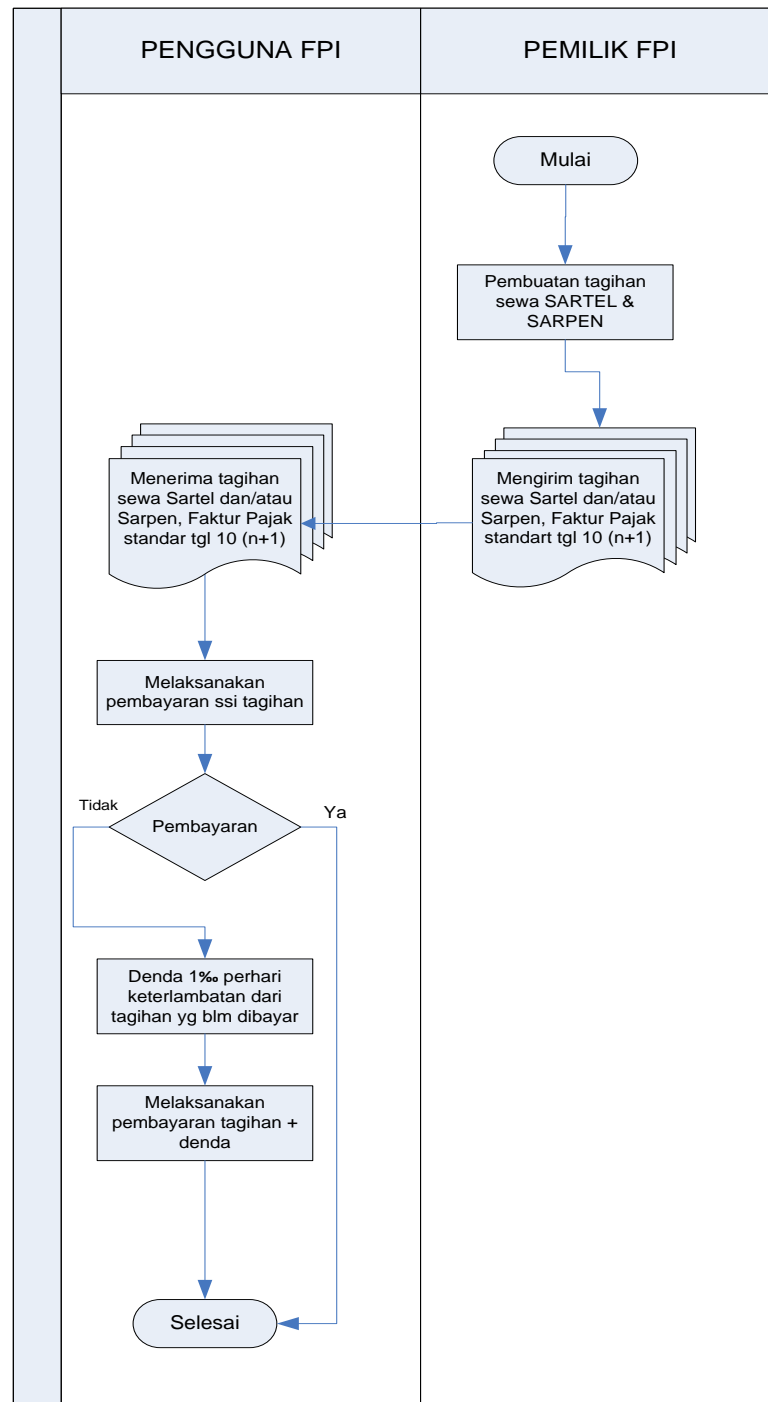 PENGGUNA FPI
PEMILIK FPI
Mulai
Pembuatan tagihan
sewa SARTEL &
SARPEN
Mengirim tagihan
sewa Sartel dan/atau
Sarpen, Faktur Pajak
standart tgl 10 (n+1)
Menerima tagihan
sewa Sartel dan/atau
Sarpen, Faktur Pajak
standar tgl 10 (n+1)
Melaksanakan
pembayaran ssi tagihan
Tidak
Pembayaran
Ya
Denda 1‰ perhari
keterlambatan dari
tagihan yg blm dibayar
Melaksanakan
pembayaran tagihan +
denda
Selesai